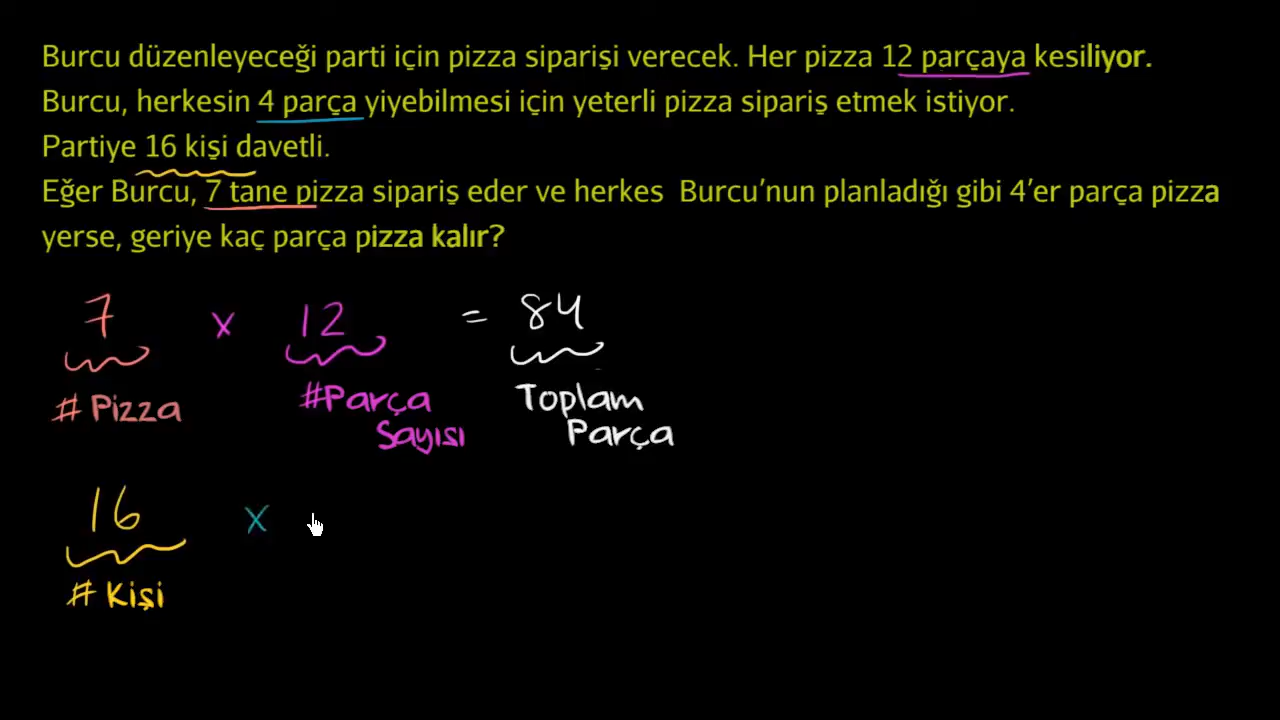 Burcu düzenleyeceği parti için pizza siparişi verecek. Her pizza 12 parçaya kesiliyor.
Burcu, herkesin 4 parça yiyebilmesi için yeterli pizza sipariş etmek istiyor.
Partiye 16 kişi davetli.
Eğer Burcu, 7 tane pizza sipariş eder ve herkes Burcu’nun planladığı gibi 4’er parça pizza
yerse, geriye kaç parça pizza kalır?
7 x 12 = 84
# Pizza #Parça Sayısı Toplam Parça
16 x
# Kişi